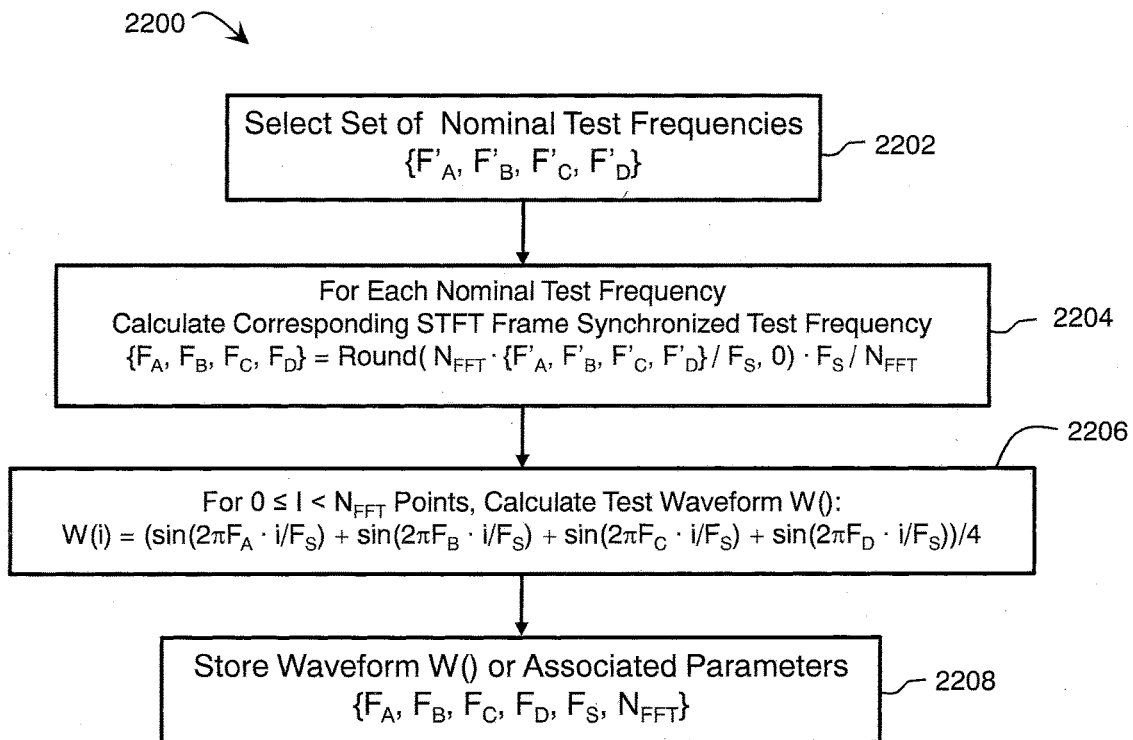 2200
Select Set of Nominal Test Frequencies
{F'A, F'B, F'C, F'D}
2202
For Each Nominal Test Frequency
Calculate Corresponding STFT Frame Synchronized Test Frequency
{FA, FB, FC, FD} = Round( NFFT · {F'A, F'B, F'C, F'D} / FS, 0) · FS / NFFT
2204
2206
For 0 ≤ I < NFFT Points, Calculate Test Waveform W():
W(i) = (sin(2πFA · i/FS) + sin(2πFB · i/FS) + sin(2πFC · i/FS) + sin(2πFD · i/FS))/4
Store Waveform W() or Associated Parameters
{FA, FB, FC, FD, FS, NFFT}
2208